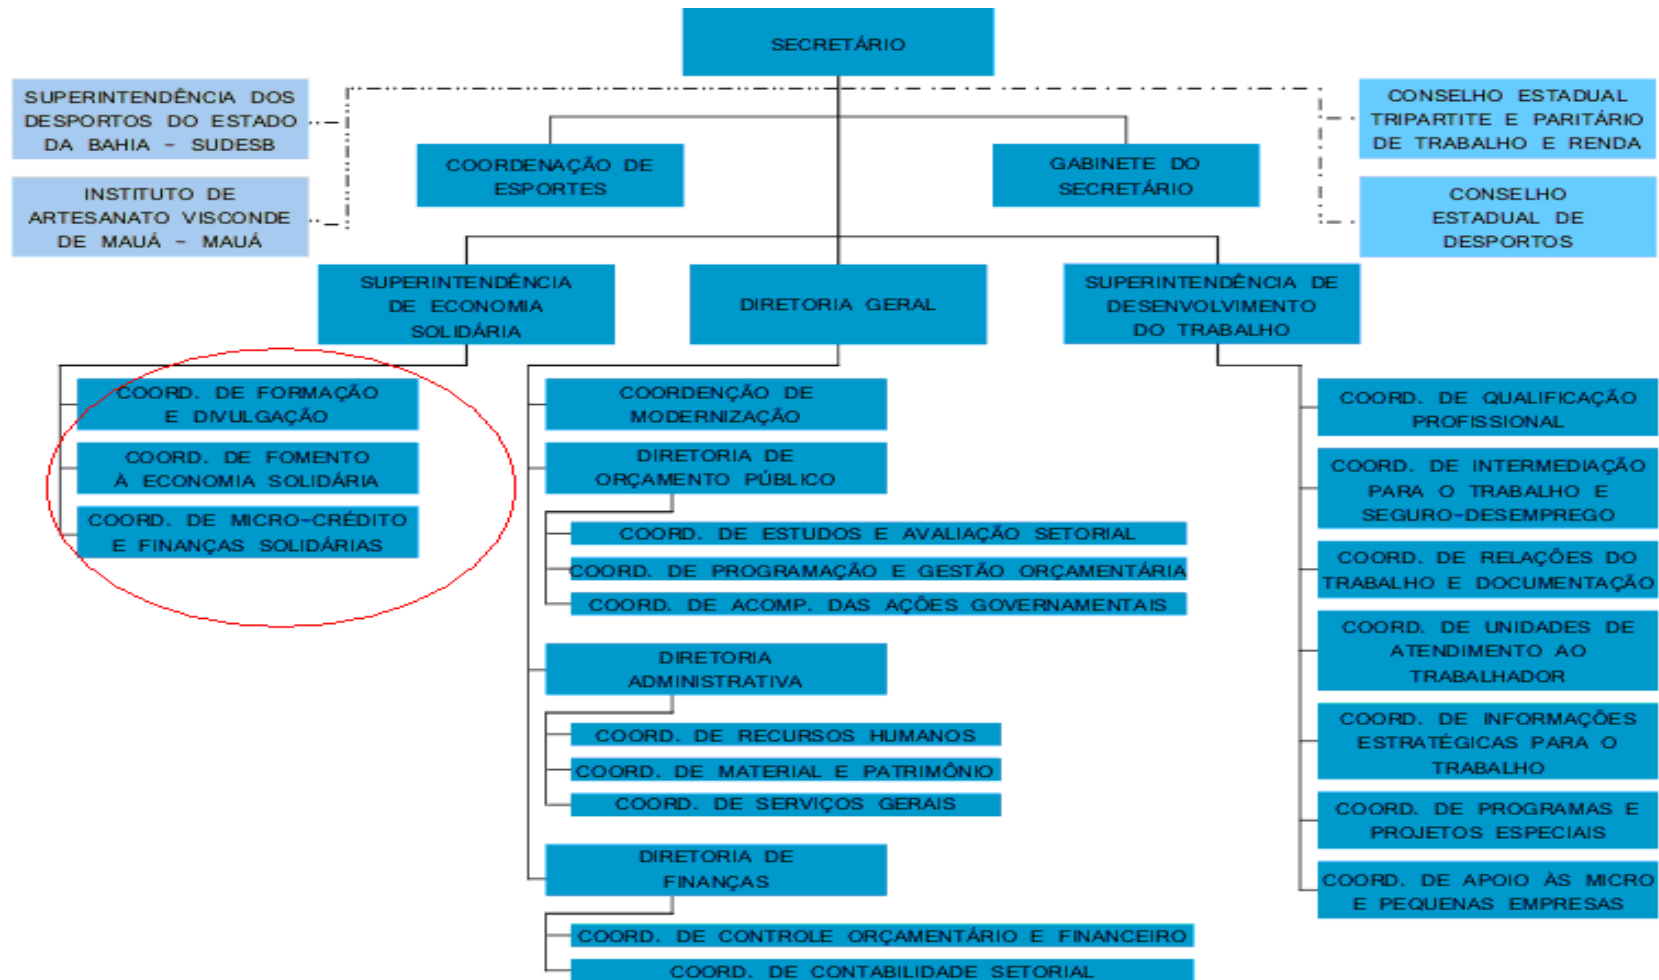 SECRETÁRIO
SUPERINTENDÊNCIA DOS
DESPORTOS DO ESTADO
DA BAHIA - SUDESB
CONSELHO ESTADUAL
TRIPARTITE E PARITÁRIO
DE TRABALHO E RENDA
COORDENAÇÃO DE
ESPORTES
GABINETE DO
SECRETÁRIO
INSTITUTO DE
ARTESANATO VISCONDE
DE MAUÁ - MAUÁ
CONSELHO
ESTADUAL DE
DESPORTOS
SUPERINTENDÊNCIA
DE ECONOMIA
SOLIDÁRIA
DIRETORIA GERAL
SUPERINTENDÊNCIA DE
DESENVOLVIMENTO
DO TRABALHO
COORD. DE FORMAÇÃO
E DIVULGAÇÃO
COORD. DE FOMENTO
À ECONOMIA SOLIDÁRIA
COORD. DE MICRO-CRÉDITO
E FINANÇAS SOLIDÁRIAS
COORDENÇÃO DE
MODERNIZAÇÃO
DIRETORIA DE
ORÇAMENTO PÚBLICO
COORD. DE ESTUDOS E AVALIAÇÃO SETORIAL
COORD. DE PROGRAMAÇÃO E GESTÃO ORÇAMENTÁRIA
COORD. DE ACOMP. DAS AÇÕES GOVERNAMENTAIS
DIRETORIA
ADMINISTRATIVA
COORD. DE RECURSOS HUMANOS
COORD. DE MATERIAL E PATRIMÔNIO
COORD. DE SERVIÇOS GERAIS
DIRETORIA DE
FINANÇAS
COORD. DE CONTROLE ORÇAMENTÁRIO E FINANCEIRO
COORD. DE CONTABILIDADE SETORIAL
COORD. DE QUALIFICAÇÃO
PROFISSIONAL
COORD. DE INTERMEDIAÇÃO
PARA O TRABALHO E
SEGURO-DESEMPREGO
COORD. DE RELAÇÕES DO
TRABALHO E DOCUMENTAÇÃO
COORD. DE UNIDADES DE
ATENDIMENTO AO
TRABALHADOR
COORD. DE INFORMAÇÕES
ESTRATÉGICAS PARA O
TRABALHO
COORD. DE PROGRAMAS E
PROJETOS ESPECIAIS
COORD. DE APOIO ÀS MICRO
E PEQUENAS EMPRESAS